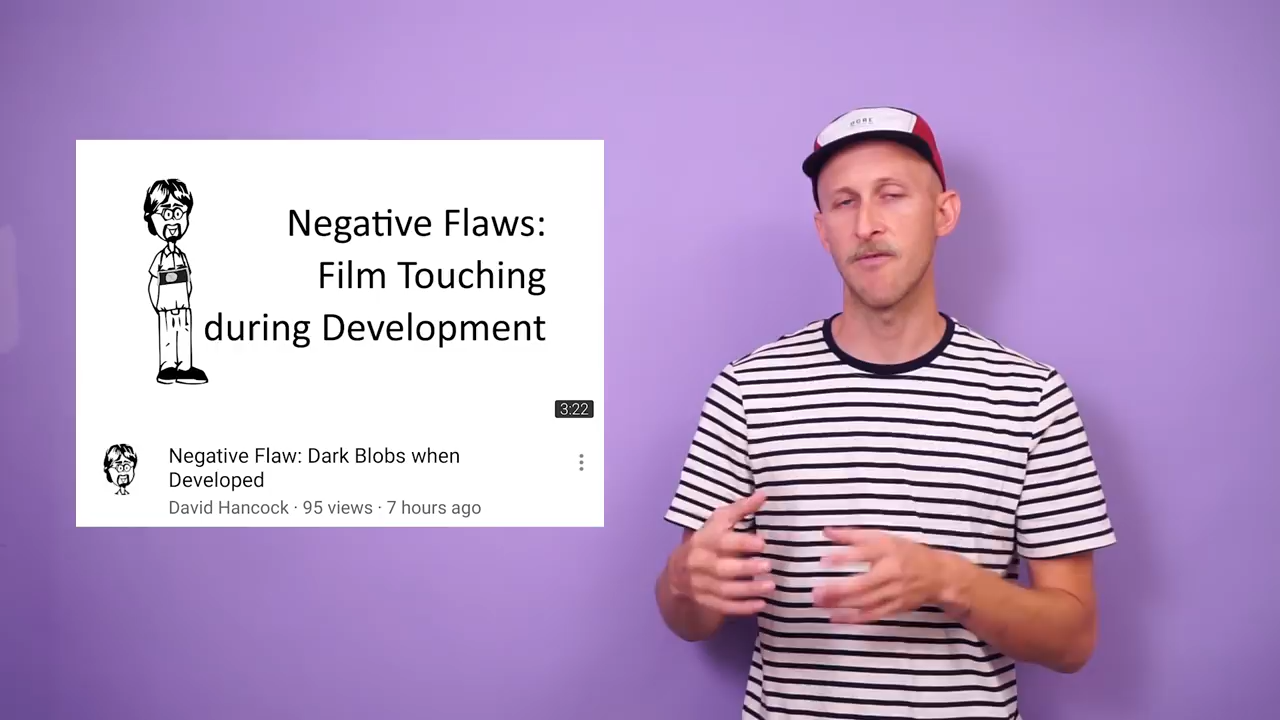 Negative Flaws:
Film Touching
during Development
3:22
Negative Flaw: Dark Blobs when
Developed
David Hancock · 95 views · 7 hours ago